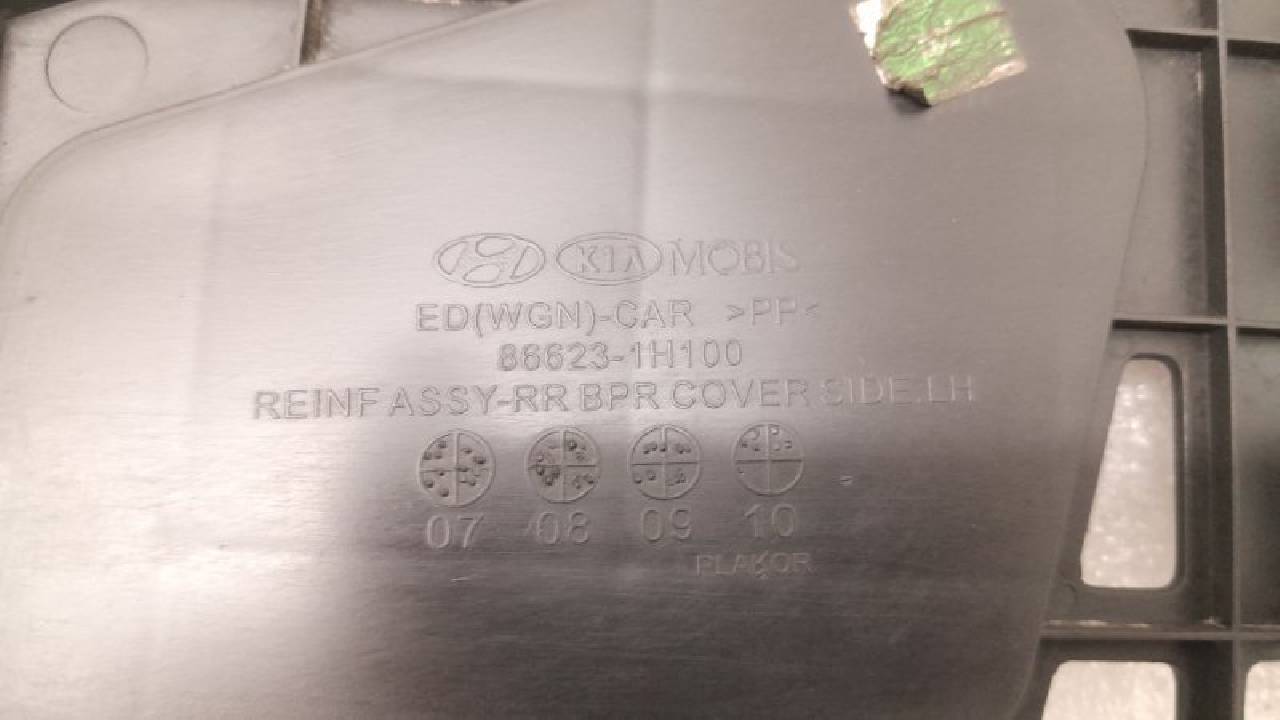 KIA MOBIS
ED(WGN)-CAR >PP<
86623-1H100
REINF ASSY-RR BPR COVER SIDE,LH
07 08 09 10
PLAKOR